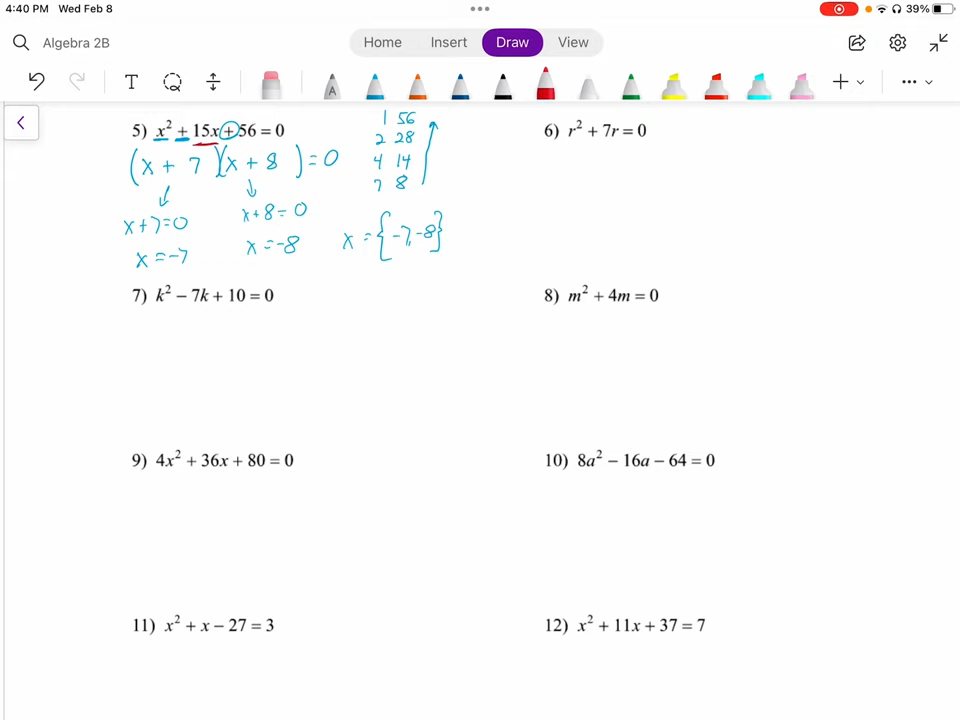 4:40 PM Wed Feb 8
39%
Algebra 2B
Home Insert Draw View
T
A
5) x² + 15x + 56 = 0
1 56
2 28
4 14
7 8
(x + 7)(x + 8) = 0
x+7=0
x+8=0
x = -7
x = -8
x = {-7, -8}
6) r² + 7r = 0
7) k² − 7k + 10 = 0
8) m² + 4m = 0
9) 4x² + 36x + 80 = 0
10) 8a² − 16a − 64 = 0
11) x² + x − 27 = 3
12) x² + 11x + 37 = 7